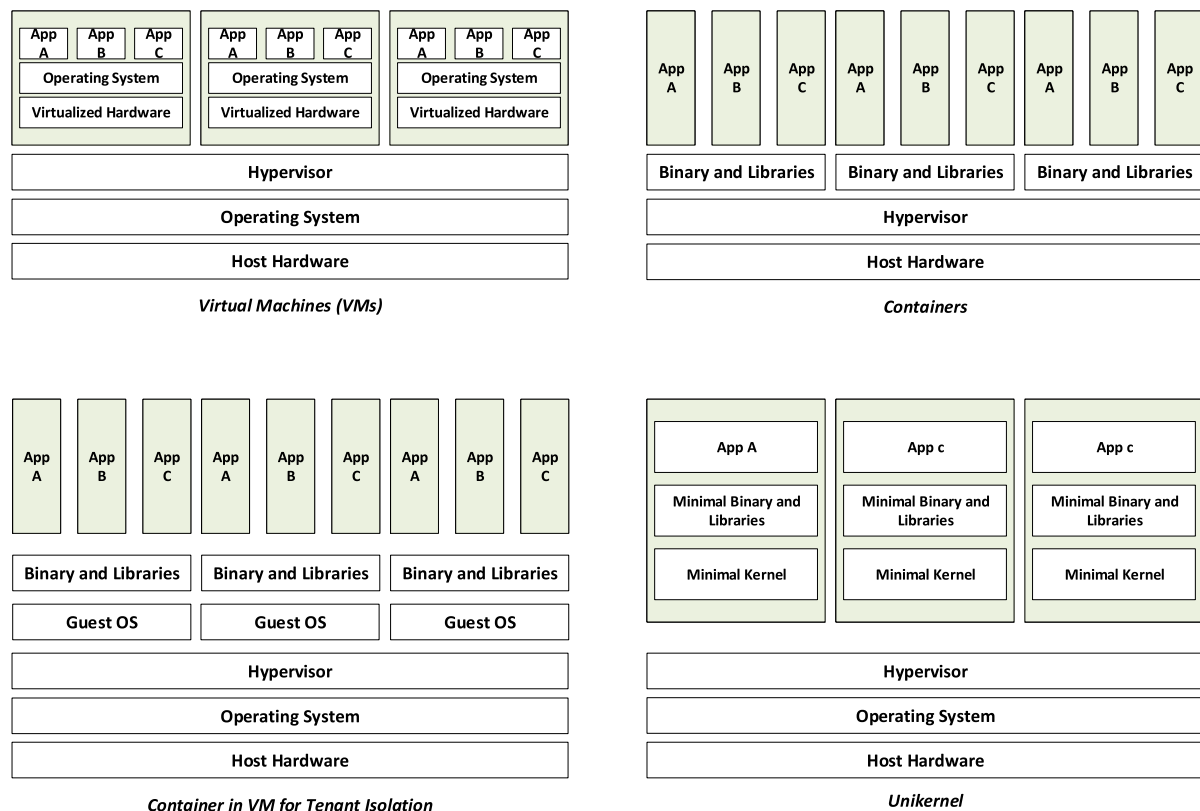 App App App App App App App App App
A B C A B C A B C
Operating System Operating System Operating System
Virtualized Hardware Virtualized Hardware Virtualized Hardware
Hypervisor
Operating System
Host Hardware
Virtual Machines (VMs)
App App App App App App App App App
A B C A B C A B C
Binary and Libraries Binary and Libraries Binary and Libraries
Hypervisor
Host Hardware
Containers
App App App App App App App App App
A B C A B C A B C
Binary and Libraries Binary and Libraries Binary and Libraries
Guest OS Guest OS Guest OS
Hypervisor
Operating System
Host Hardware
Container in VM for Tenant Isolation
App A App c App c
Minimal Binary and Minimal Binary and Minimal Binary and
Libraries Libraries Libraries
Minimal Kernel Minimal Kernel Minimal Kernel
Hypervisor
Operating System
Host Hardware
Unikernel